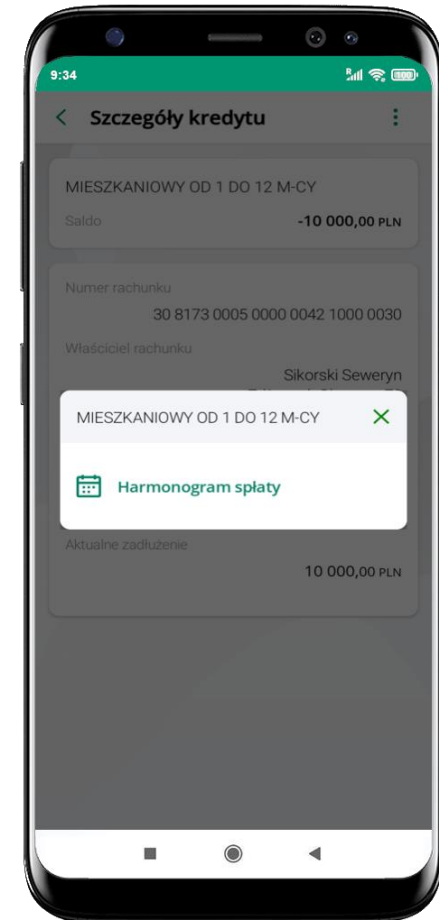 9:34
Szczegóły kredytu
MIESZKANIOWY OD 1 DO 12 M-CY
Saldo
-10 000,00 PLN
Numer rachunku
30 8173 0005 0000 0042 1000 0030
Właściciel rachunku
Sikorski Seweryn
MIESZKANIOWY OD 1 DO 12 M-CY
Harmonogram spłaty
Aktualne zadłużenie
10 000,00 PLN